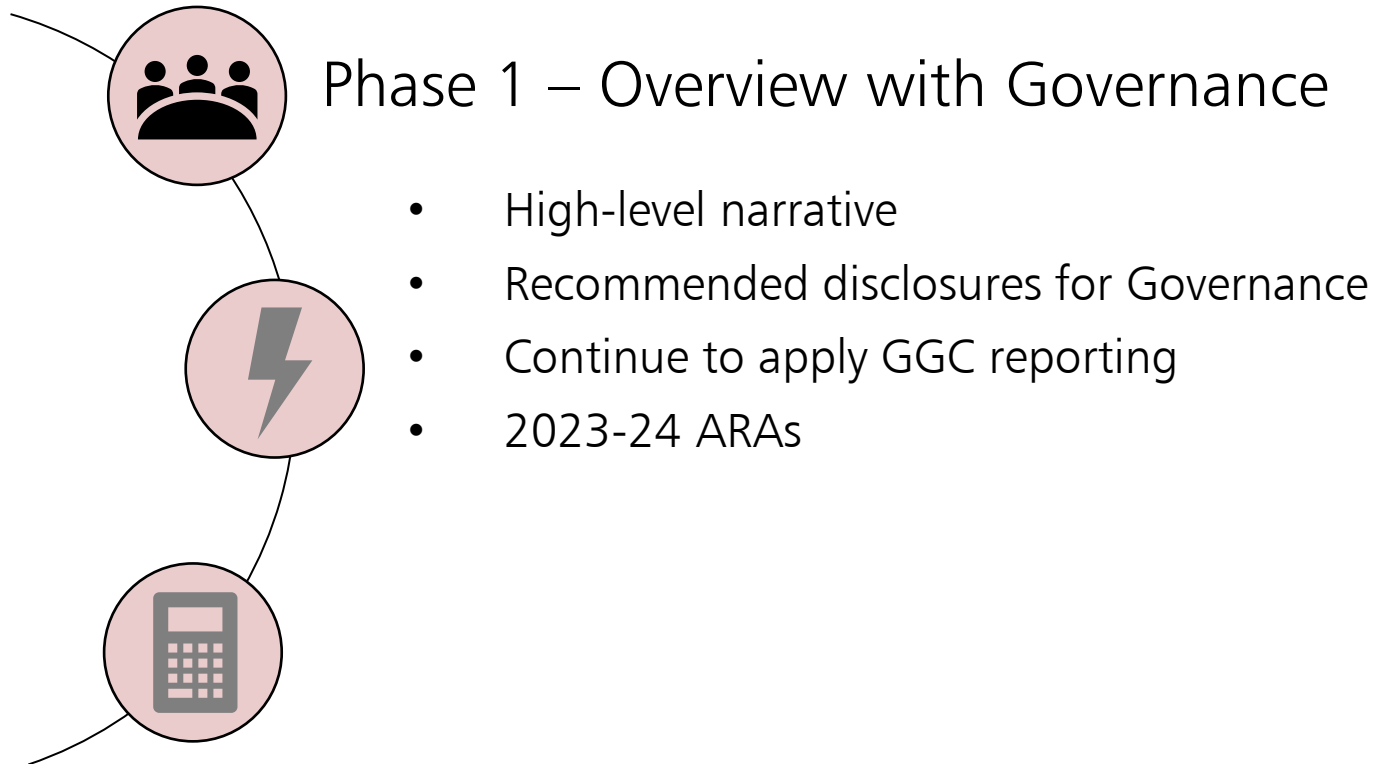 Phase 1 – Overview with Governance
• High-level narrative
• Recommended disclosures for Governance
• Continue to apply GGC reporting
• 2023-24 ARAs